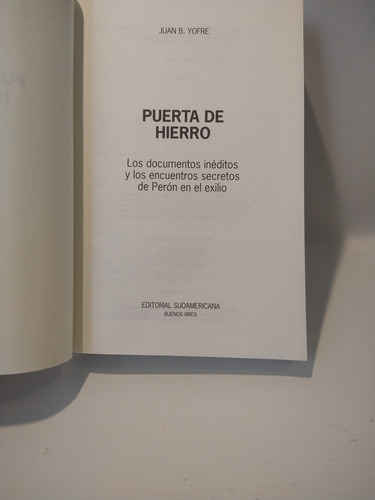 JUAN B. YOFRE
PUERTA DE
HIERRO
Los documentos inéditos
y los encuentros secretos
de Perón en el exilio
EDITORIAL SUDAMERICANA
BUENOS AIRES